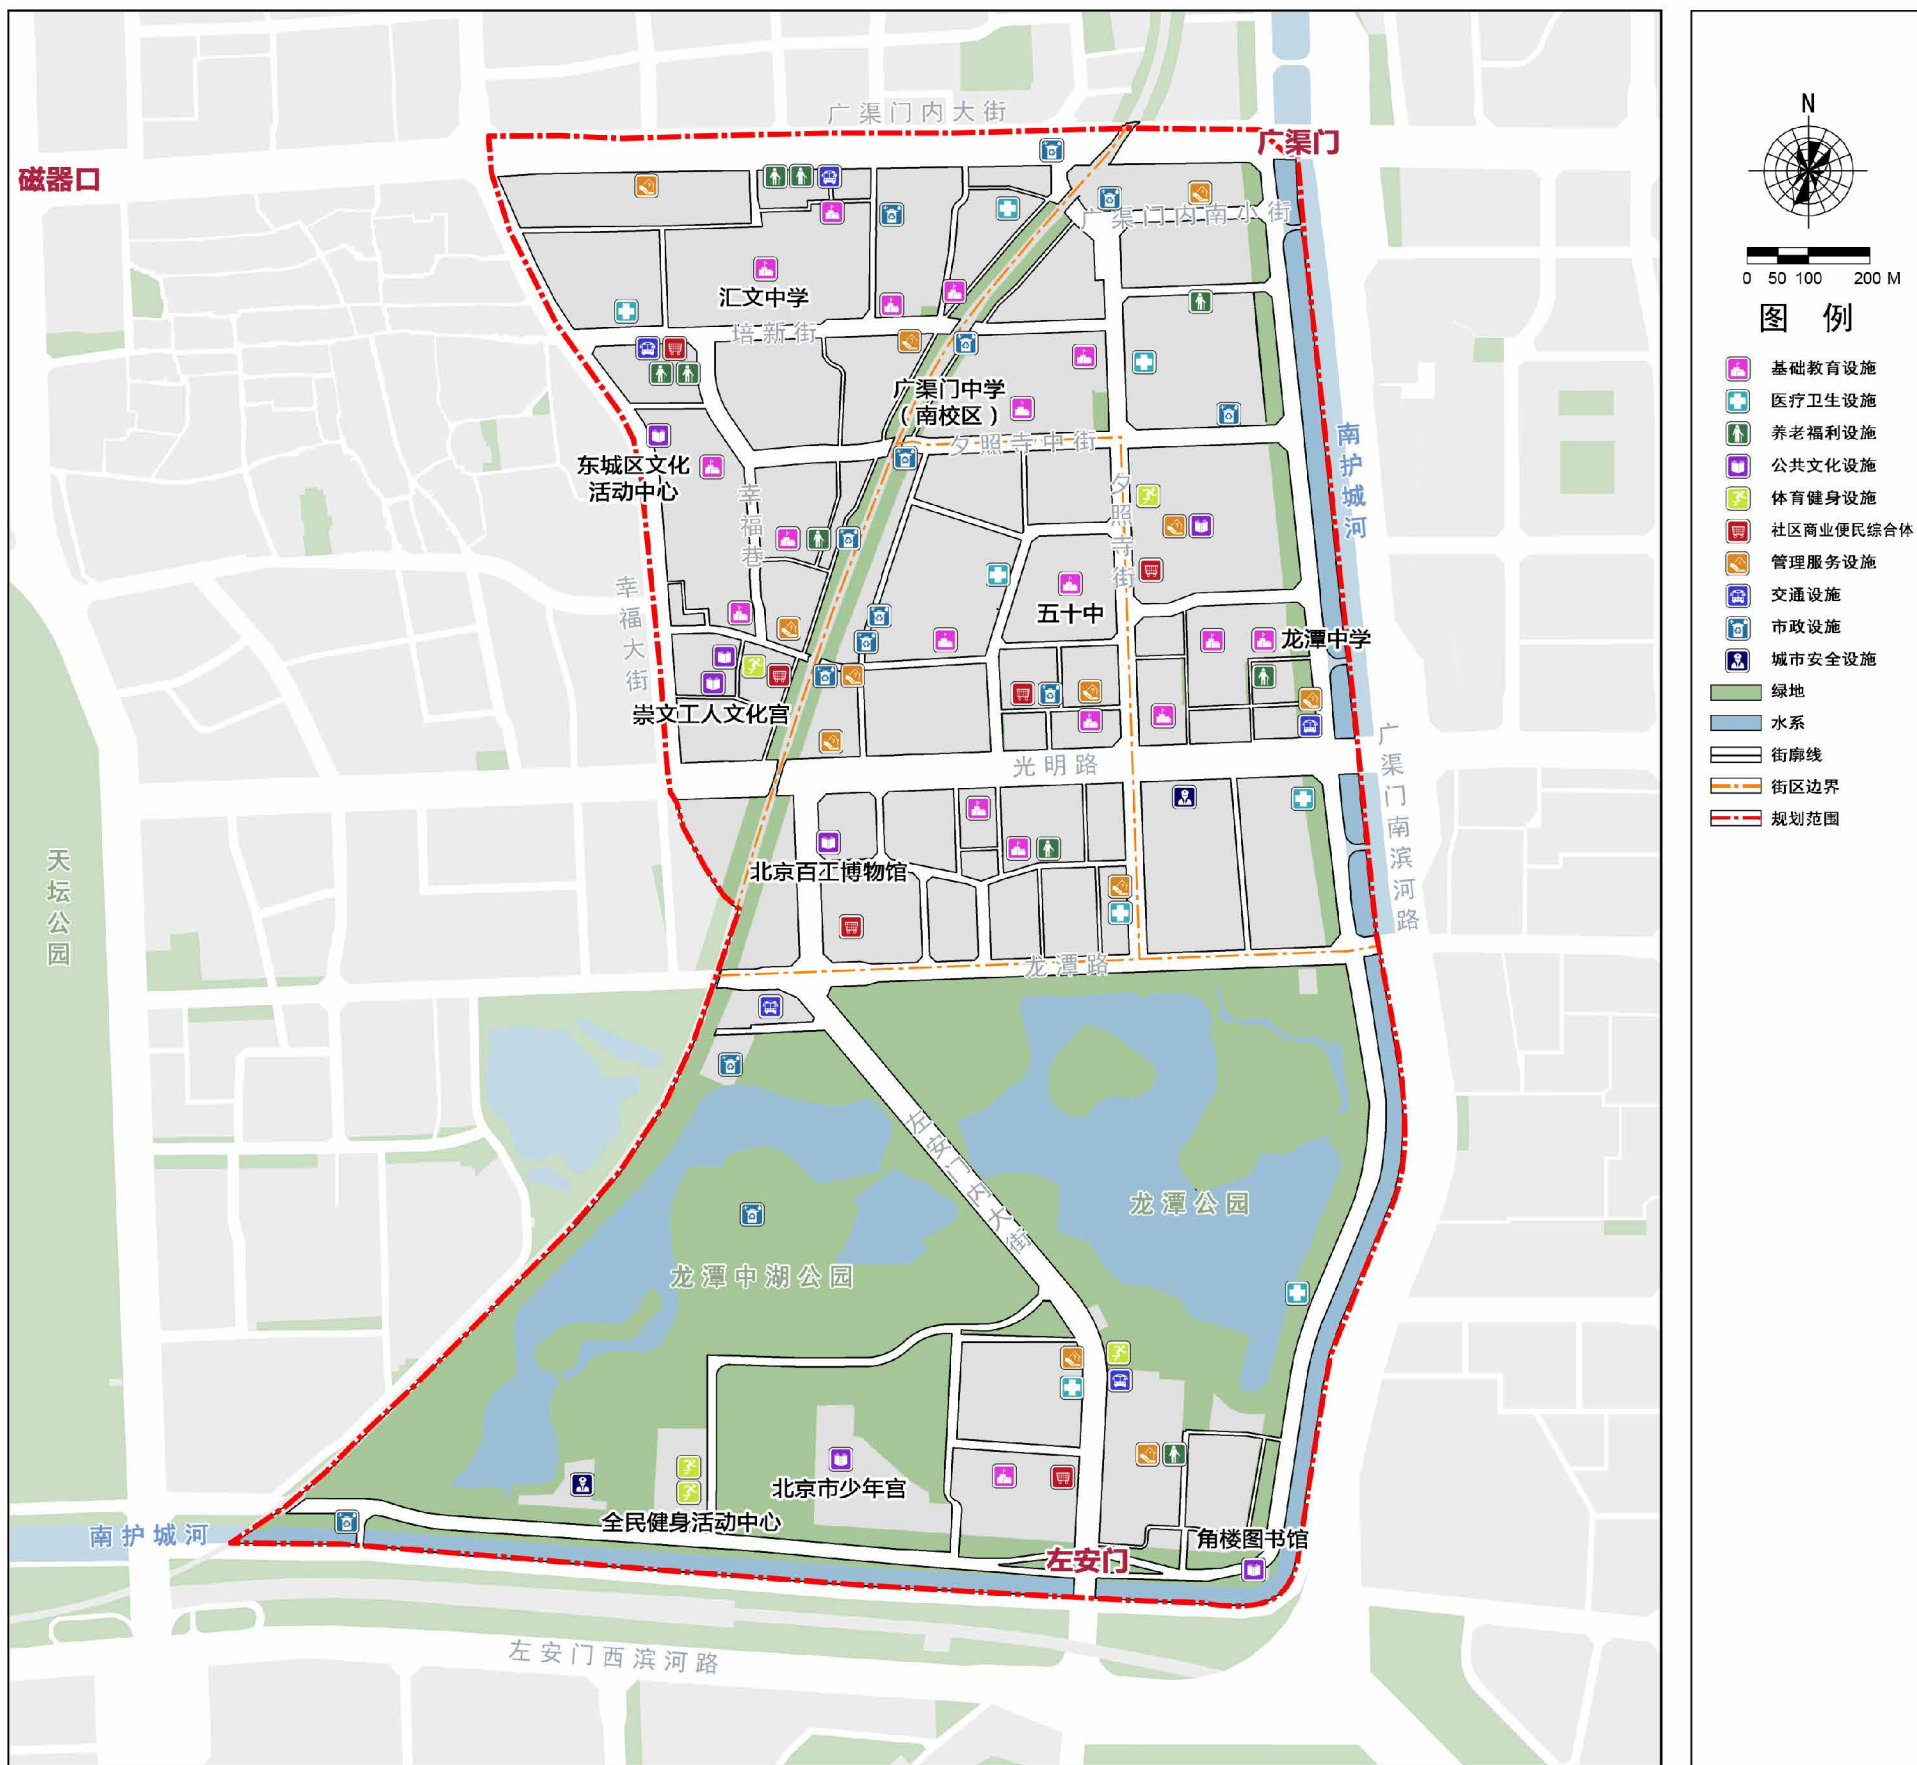 广渠门内大街
广渠门
磁器口
广渠门内南小街
汇文中学
培新街
广渠门中学
（南校区）
夕照寺中街
东城区文化
活动中心
幸福巷
夕照寺街
南护城河
幸福大街
五十中
龙潭中学
崇文工人文化宫
光明路
广渠门南滨河路
天坛公园
北京百工博物馆
龙潭路
左安门内大街
龙潭公园
龙潭中湖公园
北京市少年宫
全民健身活动中心
南护城河
角楼图书馆
左安门
左安门西滨河路
N
0 50 100 200 M
图 例
基础教育设施
医疗卫生设施
养老福利设施
公共文化设施
体育健身设施
社区商业便民综合体
管理服务设施
交通设施
市政设施
城市安全设施
绿地
水系
街廓线
街区边界
规划范围